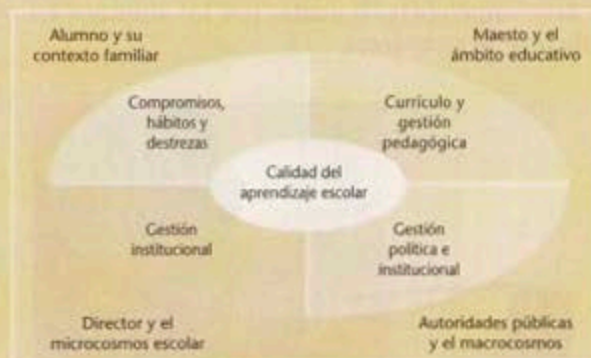 Alumno y su
contexto familiar
Maesto y el
ámbito educativo
Compromisos,
hábitos y
destrezas
Currículo y
gestión
pedagógica
Calidad del
aprendizaje escolar
Gestión
institucional
Gestión
política e
institucional
Director y el
microcosmos escolar
Autoridades públicas
y el macrocosmos